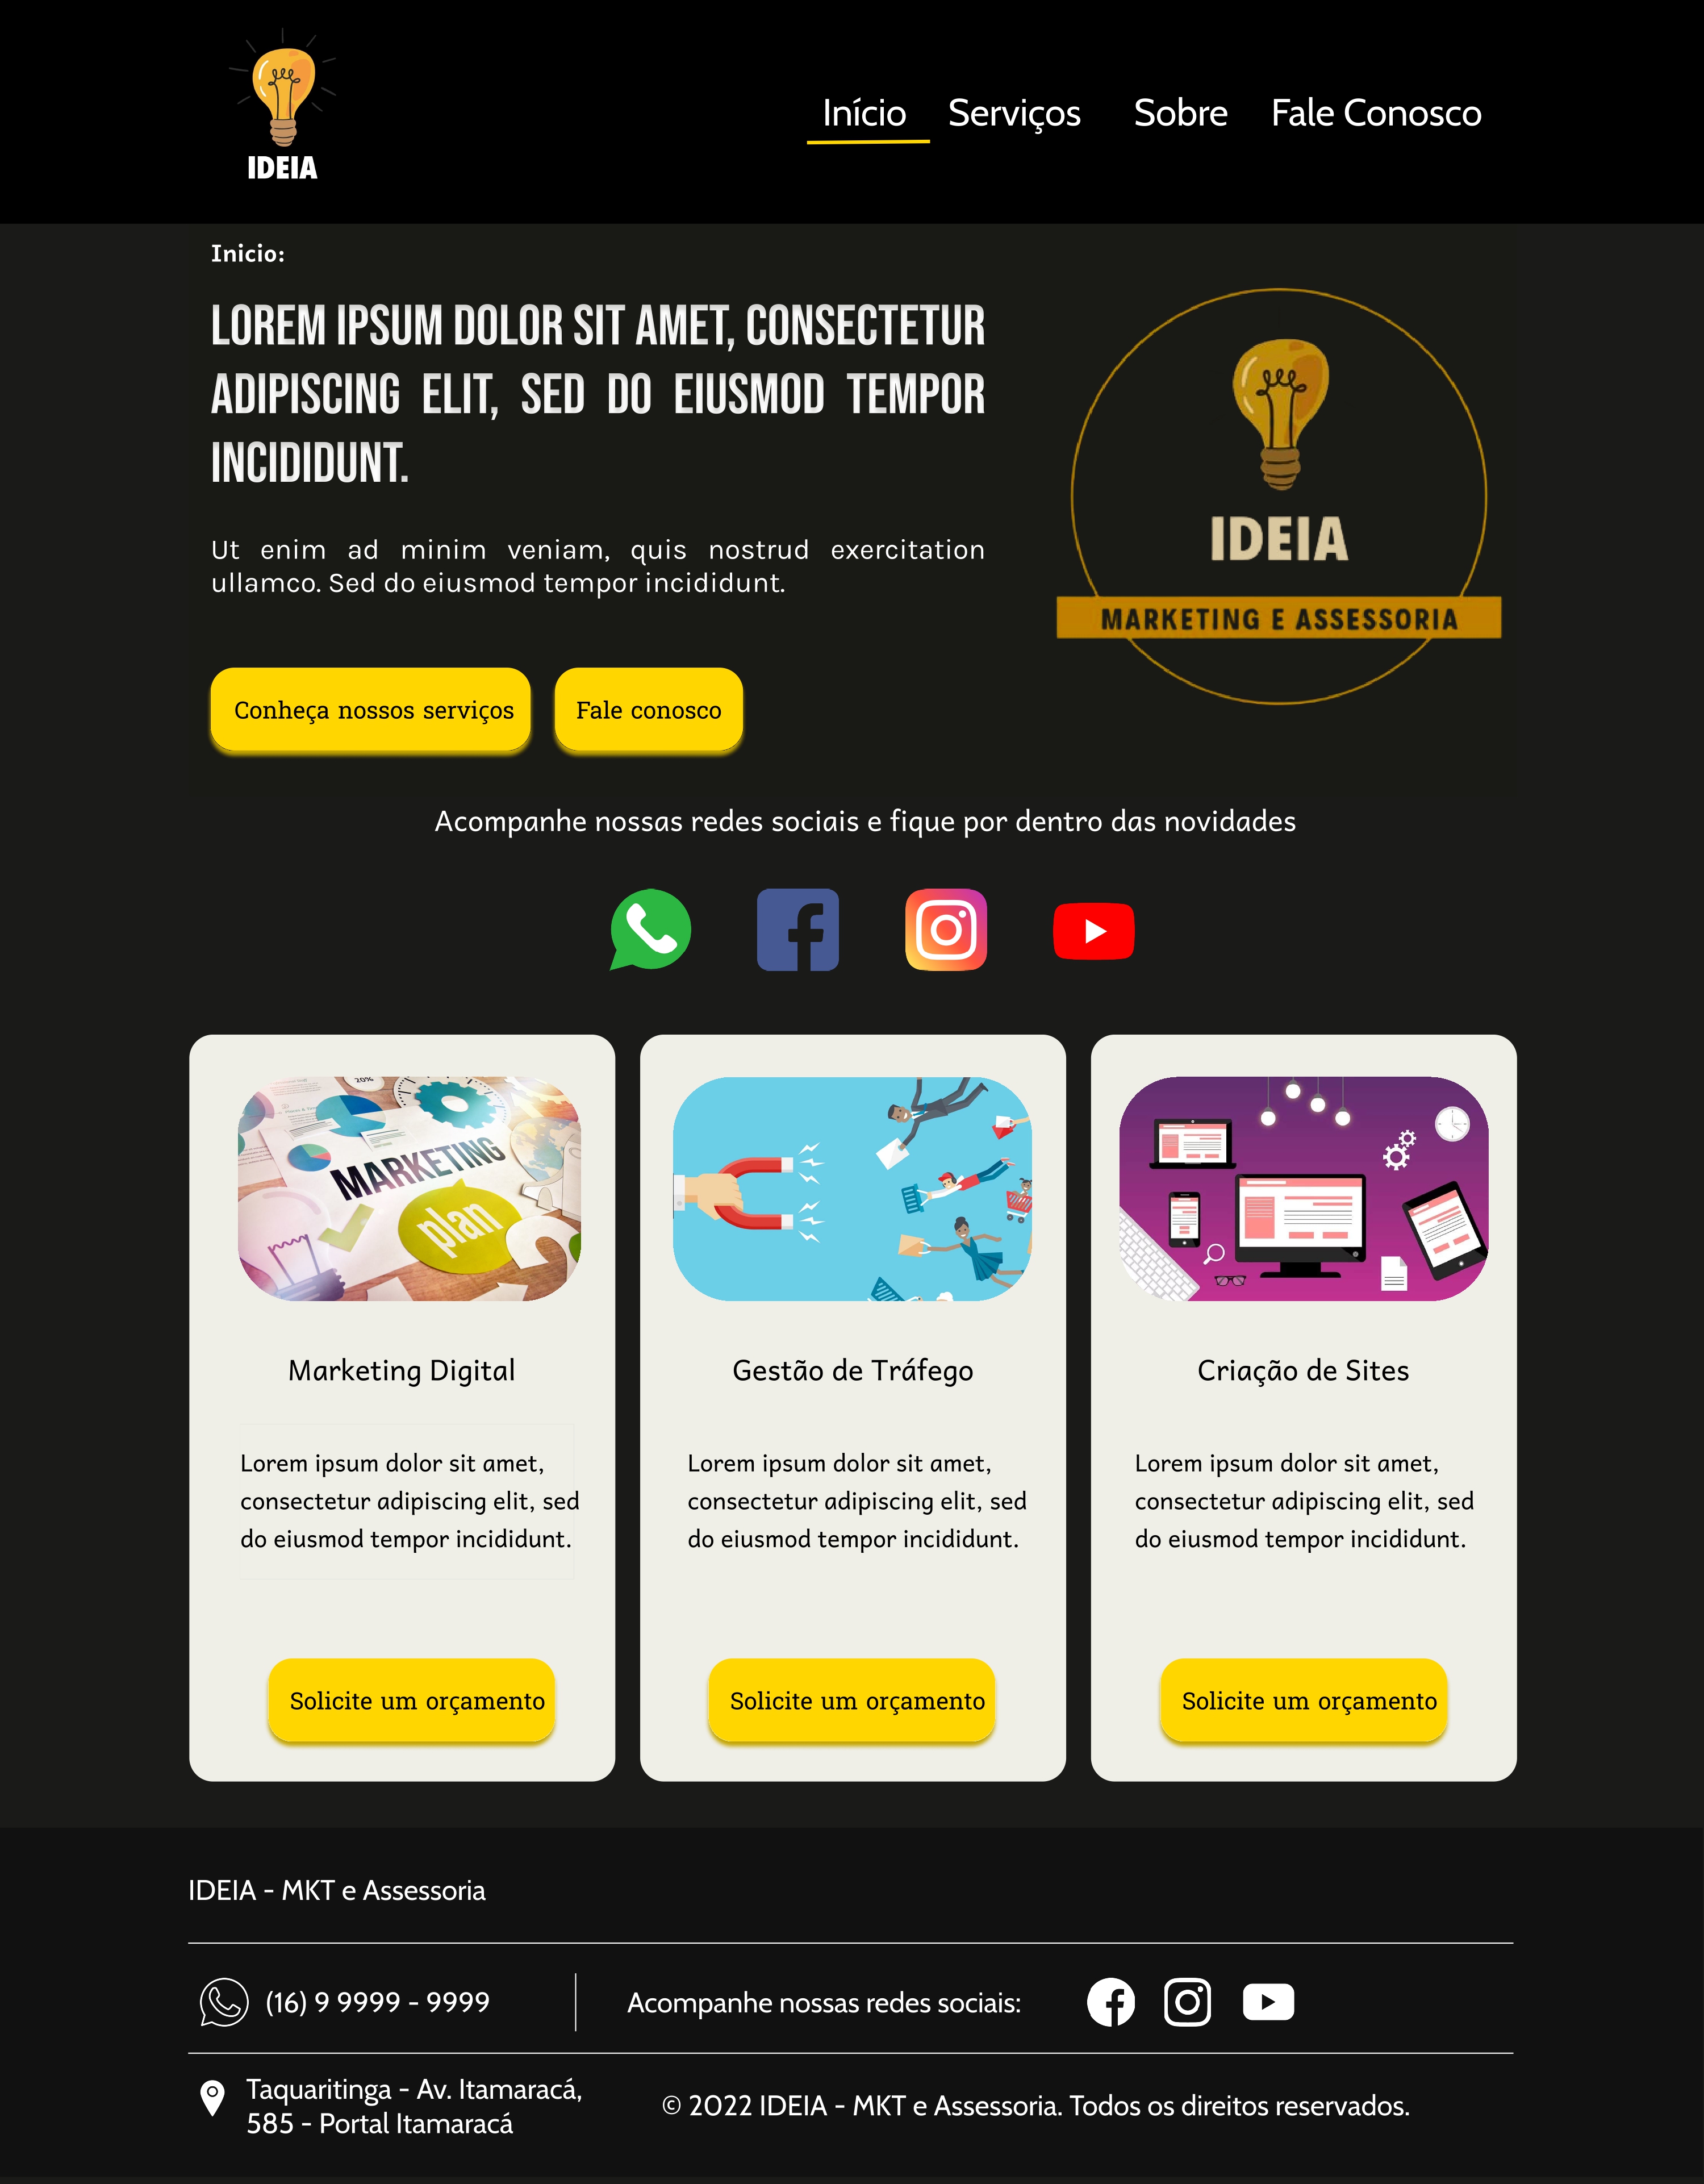 IDEIA
Início Serviços Sobre Fale Conosco
Inicio:
LOREM IPSUM DOLOR SIT AMET, CONSECTETUR
ADIPISCING ELIT, SED DO EIUSMOD TEMPOR
INCIDIDUNT.
Ut enim ad minim veniam, quis nostrud exercitation
ullamco. Sed do eiusmod tempor incididunt.
Conheça nossos serviços
Fale conosco
IDEIA
MARKETING E ASSESSORIA
Acompanhe nossas redes sociais e fique por dentro das novidades
20%
MARKETING
plan
Marketing Digital
Lorem ipsum dolor sit amet,
consectetur adipiscing elit, sed
do eiusmod tempor incididunt.
Solicite um orçamento
Gestão de Tráfego
Lorem ipsum dolor sit amet,
consectetur adipiscing elit, sed
do eiusmod tempor incididunt.
Solicite um orçamento
Criação de Sites
Lorem ipsum dolor sit amet,
consectetur adipiscing elit, sed
do eiusmod tempor incididunt.
Solicite um orçamento
IDEIA - MKT e Assessoria
(16) 9 9999 - 9999
Acompanhe nossas redes sociais:
Taquaritinga - Av. Itamaracá,
585 - Portal Itamaracá
© 2022 IDEIA - MKT e Assessoria. Todos os direitos reservados.